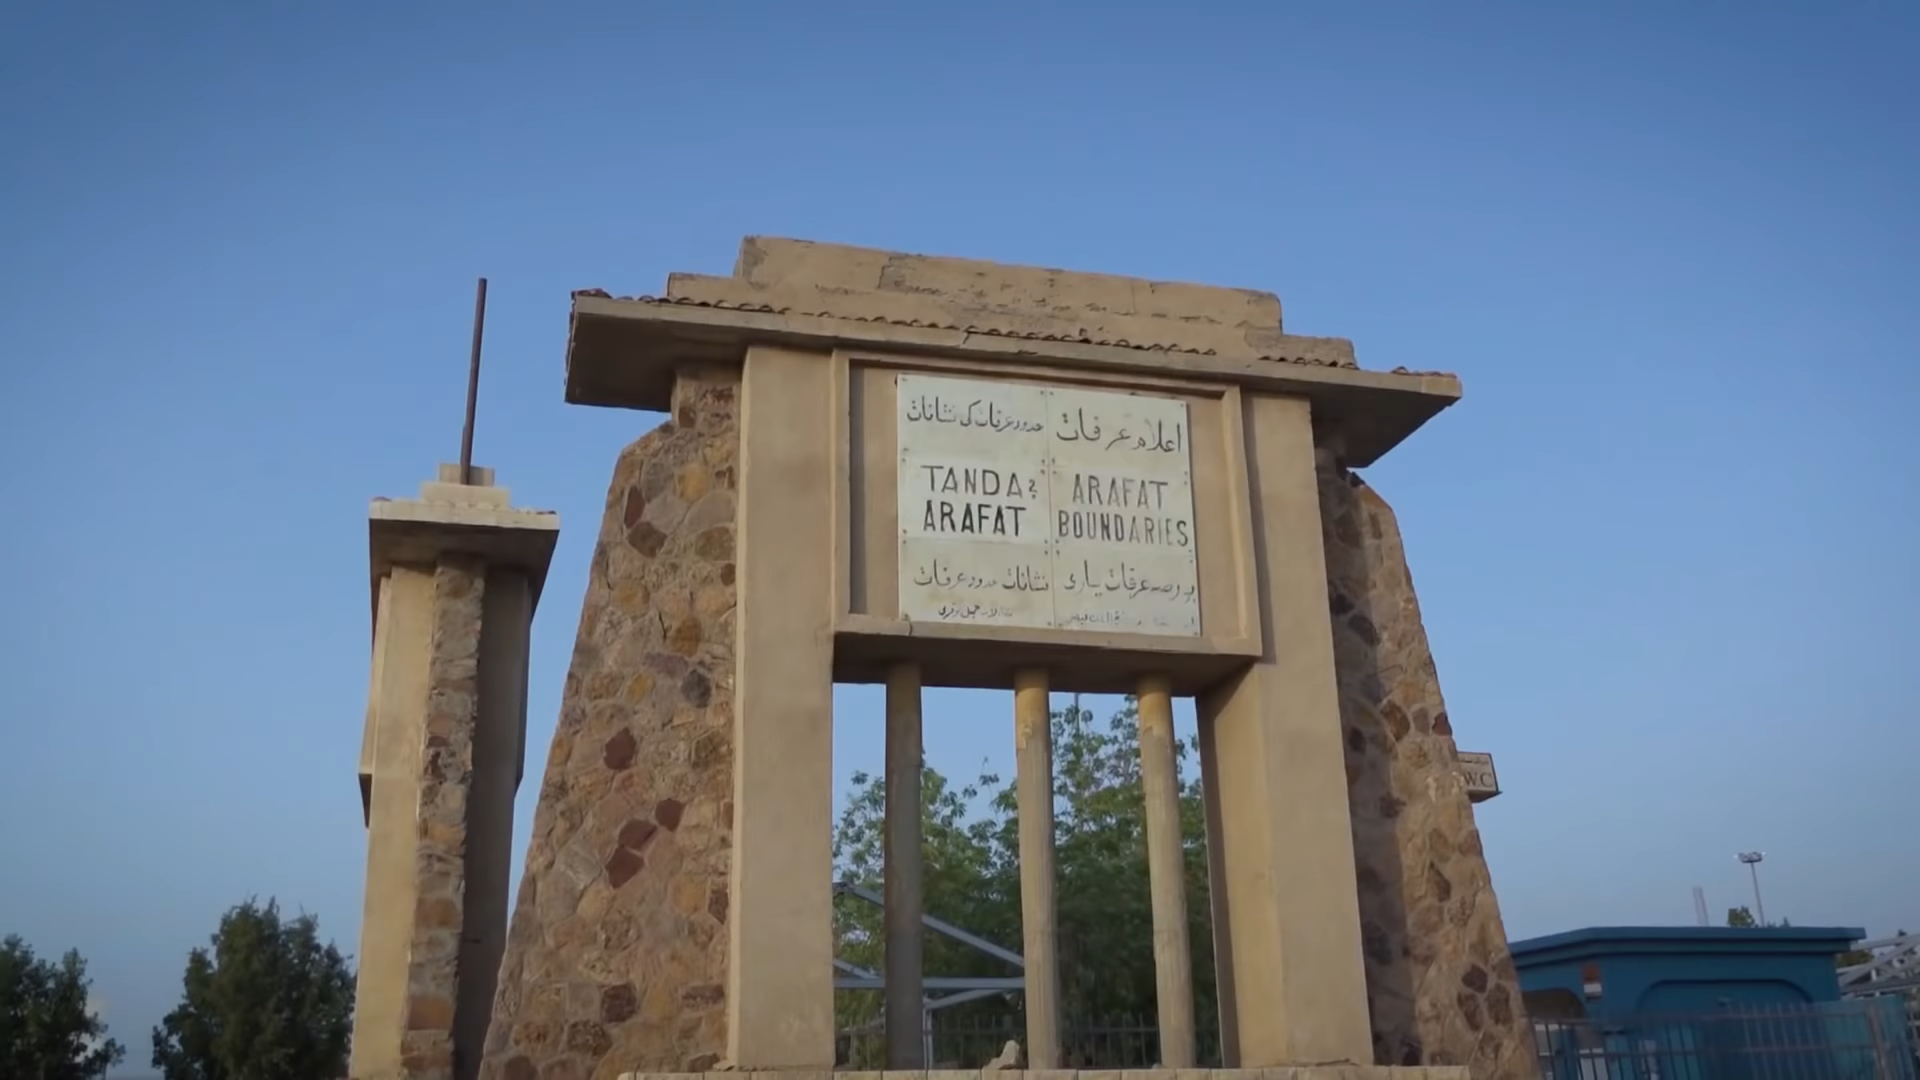 اعلام عرفات
حدود عرفات کی نشانات
ARAFAT
BOUNDARIES
TANDA2
ARAFAT
نشانات حدود عرفات
WC